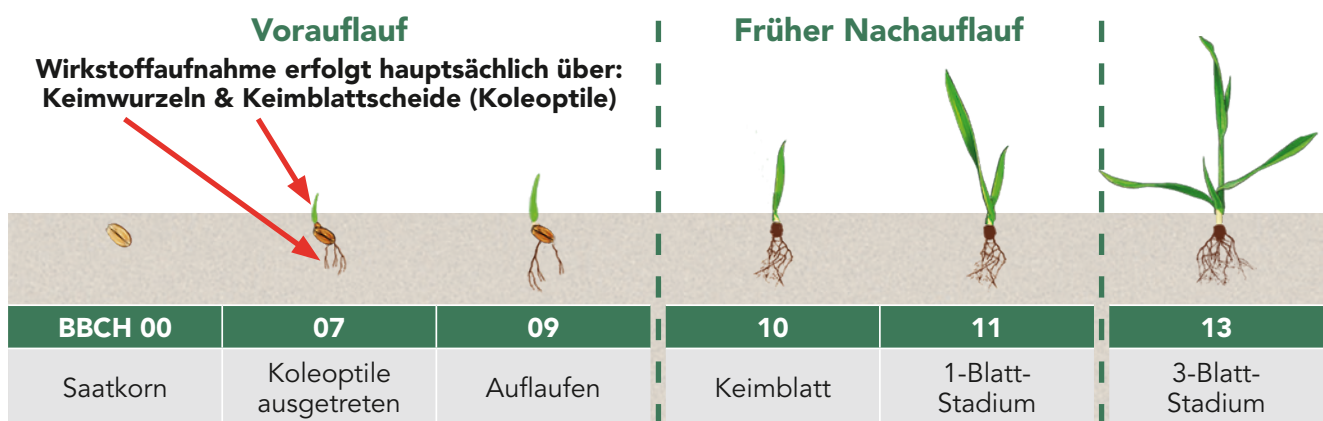 Vorauflauf
Wirkstoffaufnahme erfolgt hauptsächlich über:
Keimwurzeln & Keimblattscheide (Koleoptile)
Früher Nachauflauf
BBCH 00
07
09
10
11
13
Saatkorn
Koleoptile
ausgetreten
Auflaufen
Keimblatt
1-Blatt-
Stadium
3-Blatt-
Stadium